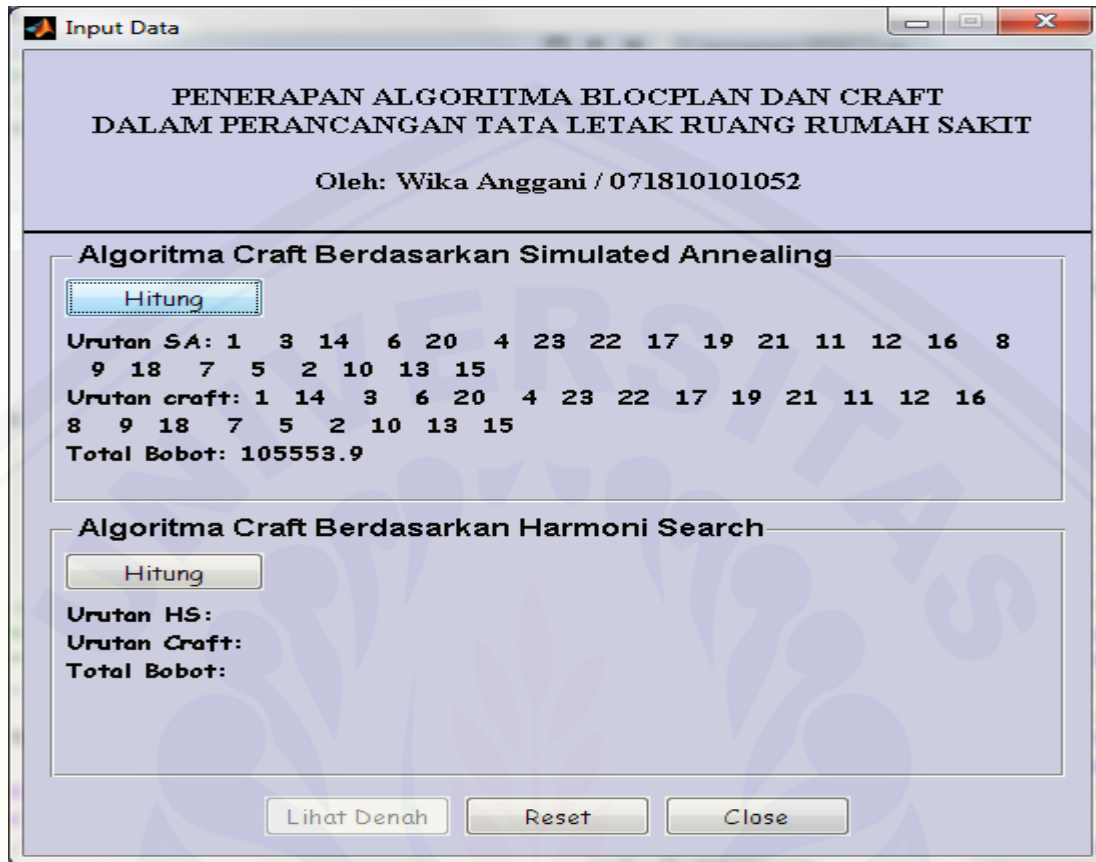 Input Data
PENERAPAN ALGORITMA BLOCPLAN DAN CRAFT
DALAM PERANCANGAN TATA LETAK RUANG RUMAH SAKIT
Oleh: Wika Anggani / 071810101052
Algoritma Craft Berdasarkan Simulated Annealing
Hitung
Urutan SA: 1 3 14 6 20 4 23 22 17 19 21 11 12 16 8
9 18 7 5 2 10 13 15
Urutan craft: 1 14 3 6 20 4 23 22 17 19 21 11 12 16
8 9 18 7 5 2 10 13 15
Total Bobot: 105553.9
Algoritma Craft Berdasarkan Harmoni Search
Hitung
Urutan HS:
Urutan Craft:
Total Bobot:
Lihat Denah Reset Close
UNIVERSITAS